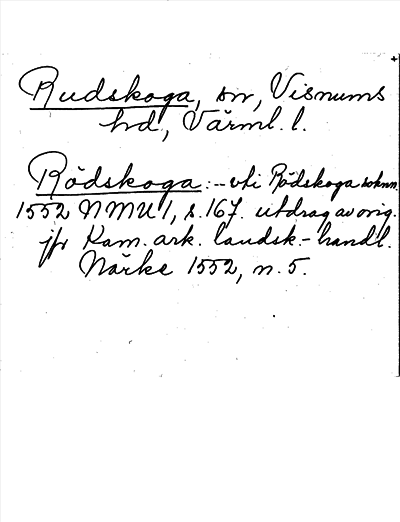 Rudskoga, sn, Visnums
hd, Värml. l.
Rödskoga: -- vti Rödskoga soknn
1552 NMU 1, s. 167. utdrag av orig.
jfr Kam. ark. landsk.-handl.
Närke 1552, n. 5.